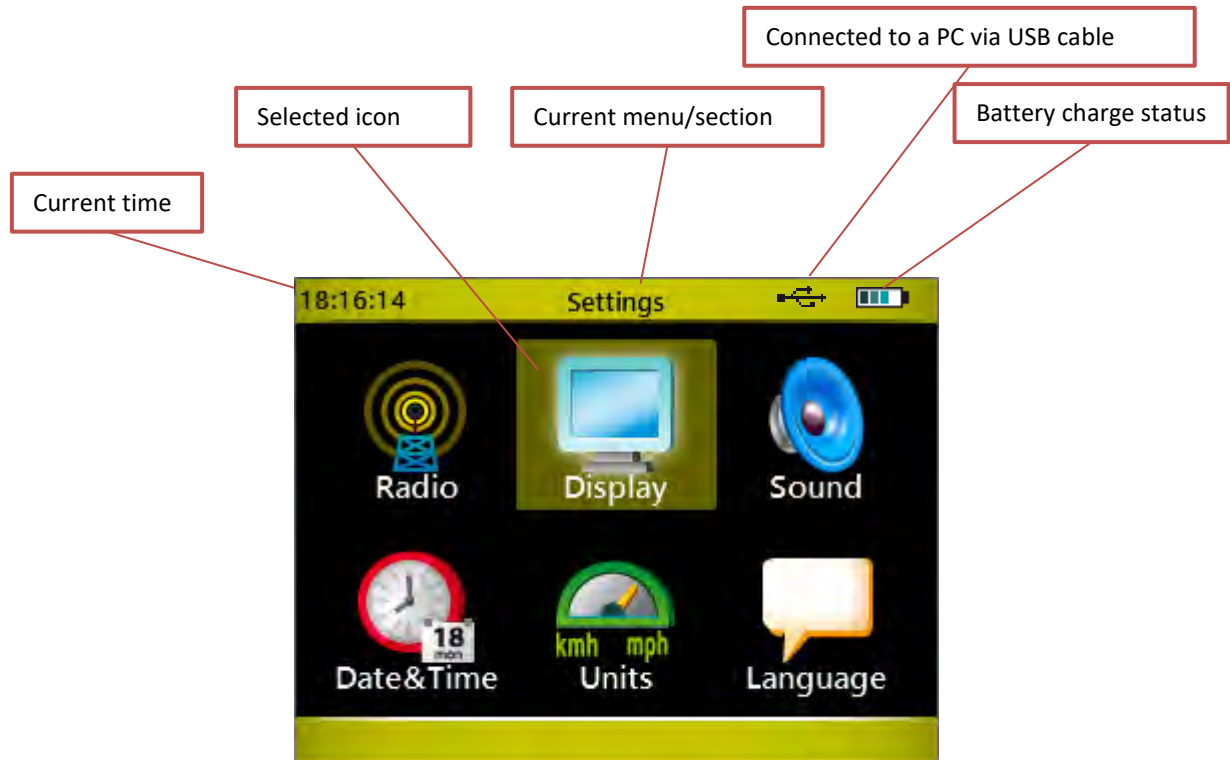 Connected to a PC via USB cable
Selected icon
Current menu/section
Battery charge status
Current time
18:16:14
Settings
Radio
Display
Sound
18
mon
kmh mph
Date&Time
Units
Language